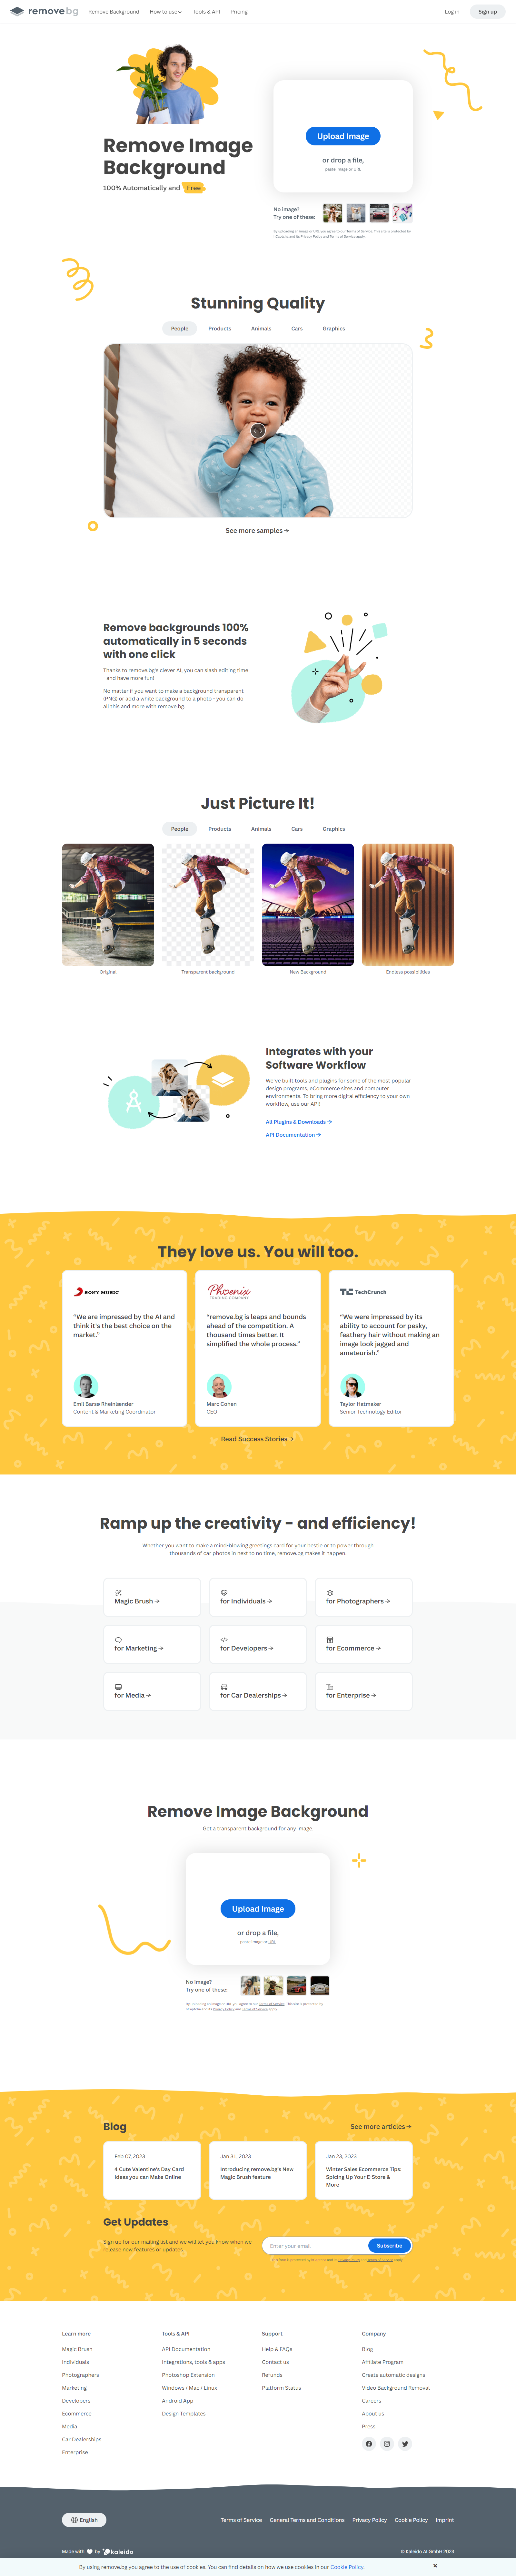 removebg
Remove Background
How to use
Tools & API
Pricing
Log in
Sign up
Remove Image
Background
100% Automatically and Free
Upload Image
or drop a file,
paste image or URL
No image?
Try one of these:
By uploading an image or URL you agree to our Terms of Service. This site is protected by
hCaptcha and its Privacy Policy and Terms of Service apply.
Stunning Quality
People
Products
Animals
Cars
Graphics
See more samples →
Remove backgrounds 100%
automatically in 5 seconds
with one click
Thanks to remove.bg's clever AI, you can slash editing time
- and have more fun!
No matter if you want to make a background transparent
(PNG) or add a white background to a photo - you can do
all this and more with remove.bg.
Just Picture It!
People
Products
Animals
Cars
Graphics
Original
Transparent background
New Background
Endless possibilities
Integrates with your
Software Workflow
We've built tools and plugins for some of the most popular
design programs, eCommerce sites and computer
environments. To bring more digital efficiency to your own
workflow, use our API!
All Plugins & Downloads →
API Documentation →
They love us. You will too.
SONY MUSIC
"We are impressed by the AI and
think it's the best choice on the
market."
Emil Barsø Rheinlænder
Content & Marketing Coordinator
Phoenix
TRADING COMPANY
"remove.bg is leaps and bounds
ahead of the competition. A
thousand times better. It
simplified the whole process."
Marc Cohen
CEO
TechCrunch
"We were impressed by its
ability to account for pesky,
feathery hair without making an
image look jagged and
amateurish."
Taylor Hatmaker
Senior Technology Editor
Read Success Stories →
Ramp up the creativity – and efficiency!
Whether you want to make a mind-blowing greetings card for your bestie or to power through
thousands of car photos in next to no time, remove.bg makes it happen.
Magic Brush →
for Individuals →
for Photographers →
for Marketing →
for Developers →
for Ecommerce →
for Media →
for Car Dealerships →
for Enterprise →
Remove Image Background
Get a transparent background for any image.
Upload Image
or drop a file,
paste image or URL
No image?
Try one of these:
By uploading an image or URL you agree to our Terms of Service. This site is protected by
hCaptcha and its Privacy Policy and Terms of Service apply.
Blog
See more articles →
Feb 07, 2023
4 Cute Valentine's Day Card
Ideas you can Make Online
Jan 31, 2023
Introducing remove.bg's New
Magic Brush feature
Jan 23, 2023
Winter Sales Ecommerce Tips:
Spicing Up Your E-Store &
More
Get Updates
Sign up for our mailing list and we will let you know when we
release new features or updates.
Enter your email
Subscribe
This form is protected by hCaptcha and its Privacy Policy and Terms of Service apply.
Learn more
Magic Brush
Individuals
Photographers
Marketing
Developers
Ecommerce
Media
Car Dealerships
Enterprise
Tools & API
API Documentation
Integrations, tools & apps
Photoshop Extension
Windows / Mac / Linux
Android App
Design Templates
Support
Help & FAQs
Contact us
Refunds
Platform Status
Company
Blog
Affiliate Program
Create automatic designs
Video Background Removal
Careers
About us
Press
English
Terms of Service
General Terms and Conditions
Privacy Policy
Cookie Policy
Imprint
Made with by kaleido
© Kaleido AI GmbH 2023
By using remove.bg you agree to the use of cookies. You can find details on how we use cookies in our Cookie Policy.